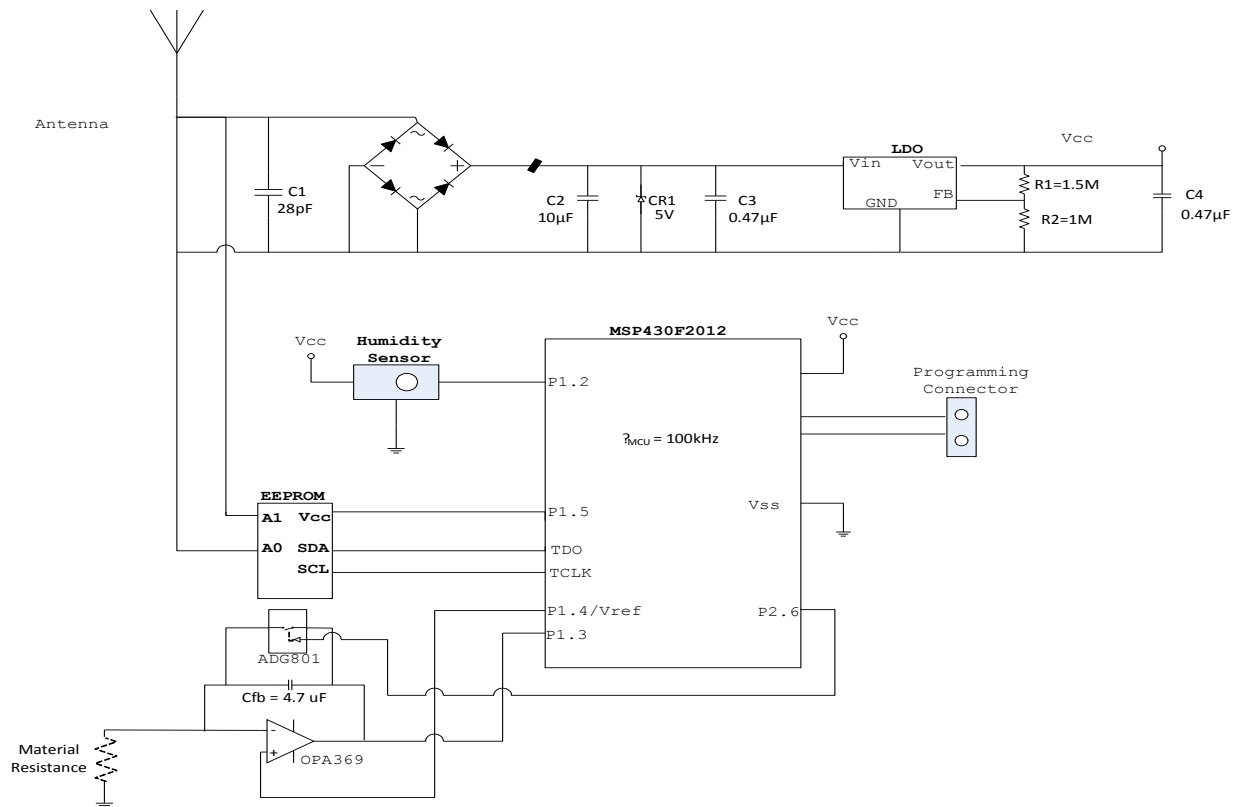 Antenna
C1
28pF
~
~
−
+
C2
10µF
CR1
5V
C3
0.47µF
LDO
Vin
Vout
GND
FB
Vcc
R1=1.5M
R2=1M
C4
0.47µF
Vcc
Humidity
Sensor
MSP430F2012
Vcc
Programming
Connector
P1.2
?MCU = 100kHz
Vss
EEPROM
A1
Vcc
P1.5
A0
SDA
TDO
SCL
TCLK
P1.4/Vref
P2.6
P1.3
ADG801
Cfb = 4.7 uF
-
+
OPA369
Material
Resistance